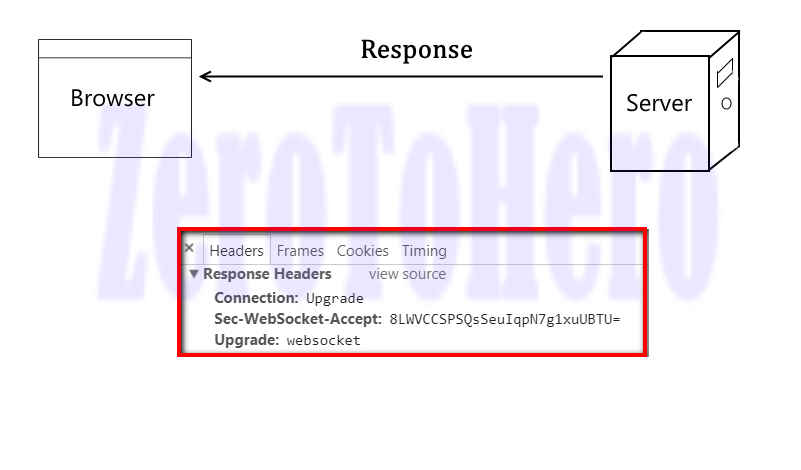 Response
Browser
Server
ZeroToHero
× Headers Frames Cookies Timing
▼ Response Headers view source
Connection: Upgrade
Sec-WebSocket-Accept: 8LWVCCSPSQsSeuIqpN7g1xuUBTU=
Upgrade: websocket